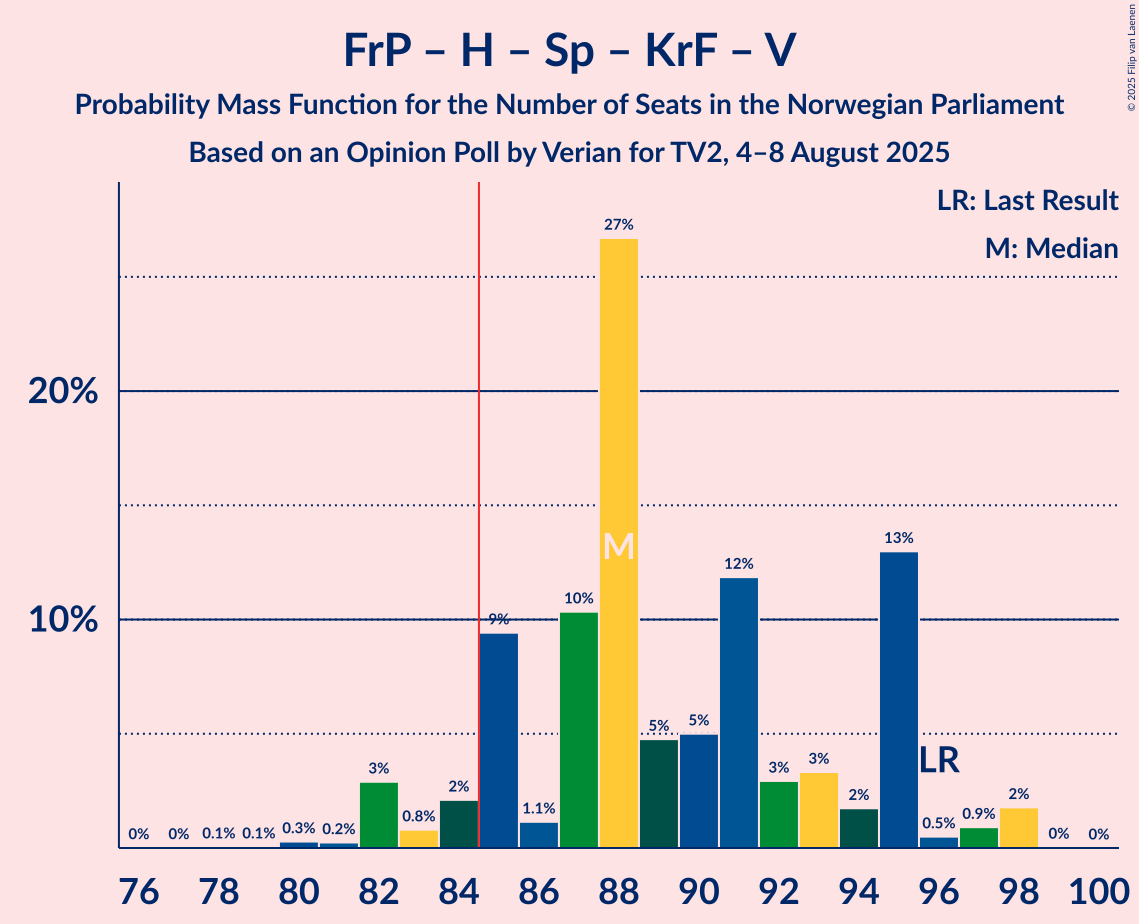 FrP – H – Sp – KrF – V
Probability Mass Function for the Number of Seats in the Norwegian Parliament
Based on an Opinion Poll by Verian for TV2, 4–8 August 2025
© 2025 Filip van Laenen
LR: Last Result
M: Median
20%
10%
0% 0% 0.1% 0.1% 0.3% 0.2% 3% 0.8% 2% 9% 1.1% 10% 27% 5% 5% 12% 3% 3% 2% 13% 0.5% 0.9% 2% 0% 0%
M
LR
76 78 80 82 84 86 88 90 92 94 96 98 100